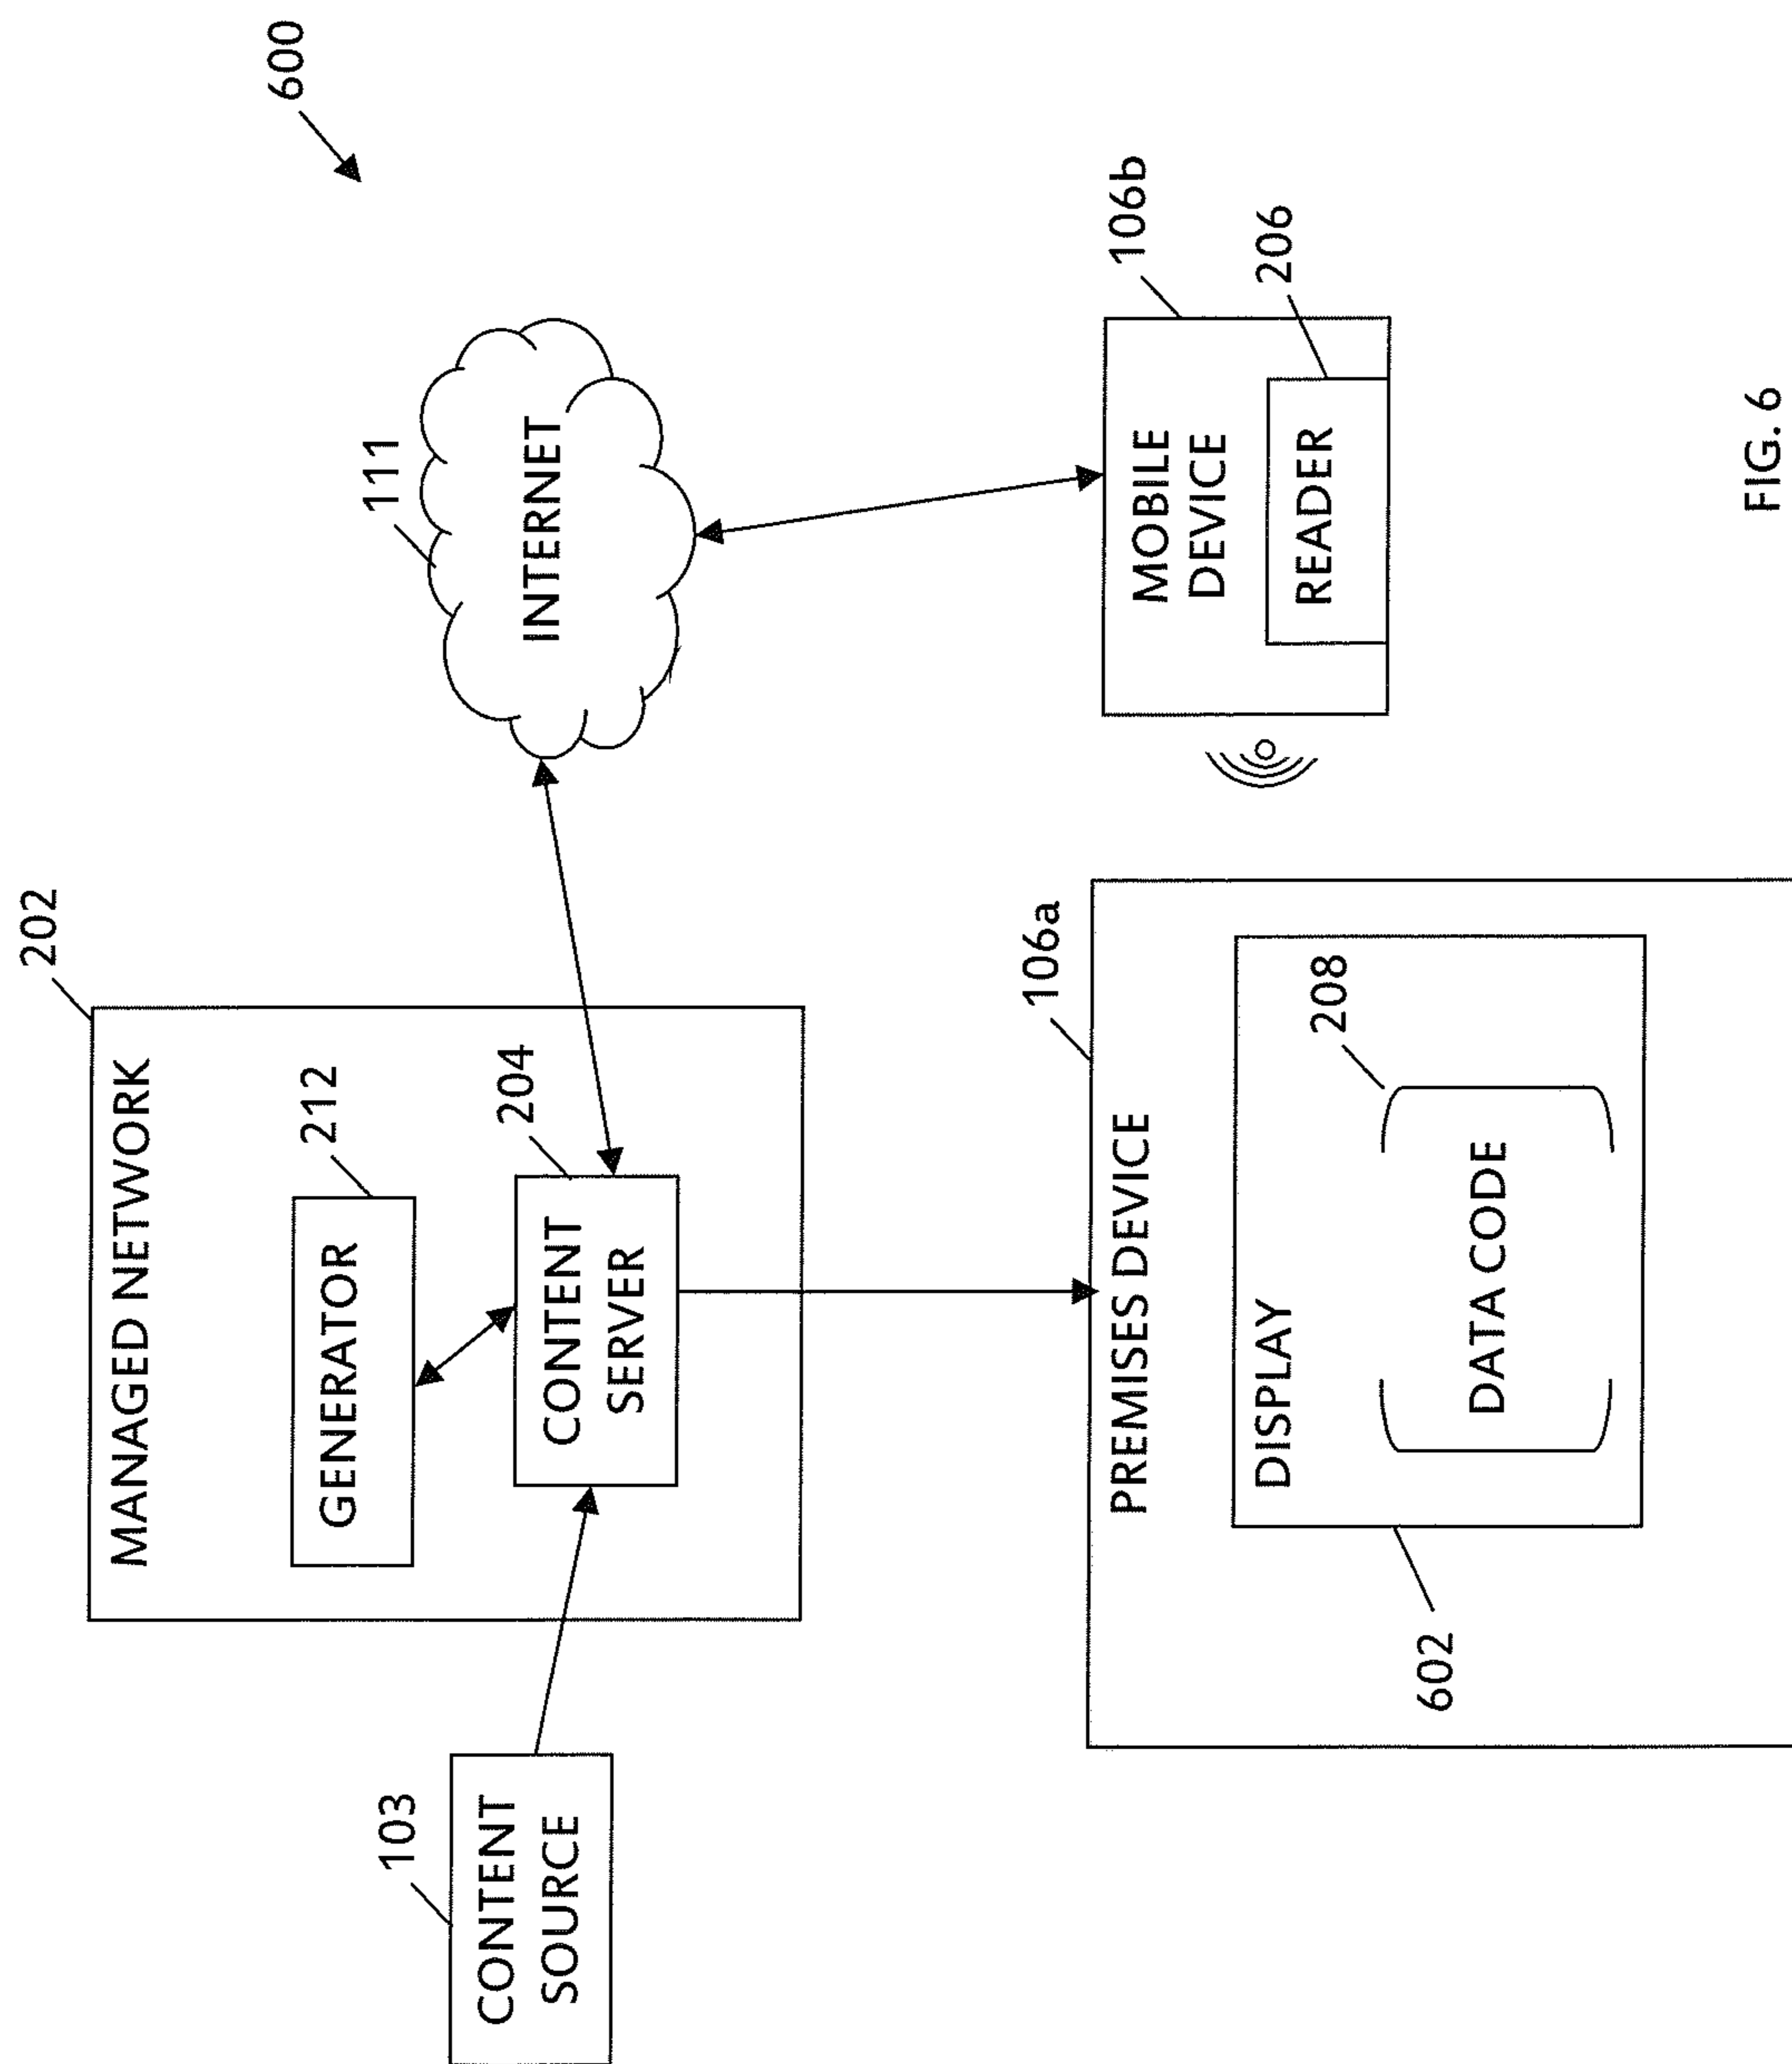 600
202
MANAGED NETWORK
212
GENERATOR
204
CONTENT
SERVER
103
CONTENT
SOURCE
111
INTERNET
106a
PREMISES DEVICE
DISPLAY
208
DATA CODE
602
106b
MOBILE
DEVICE
206
READER
FIG. 6